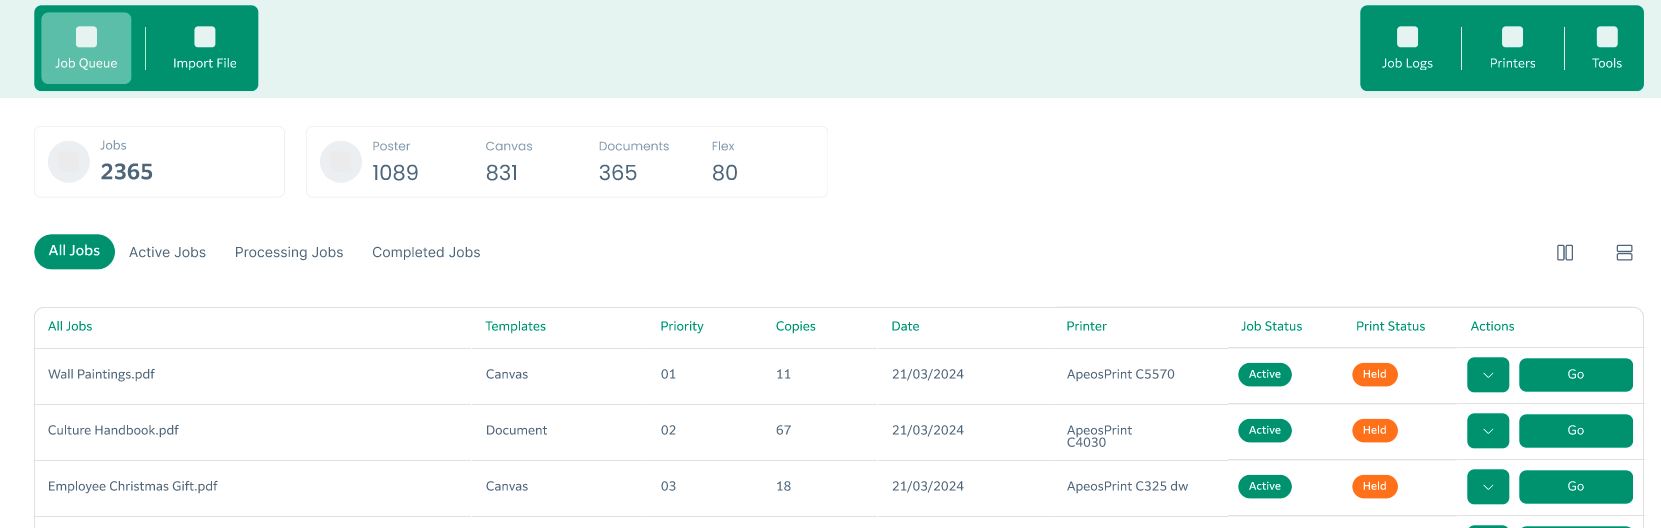 Job Queue
Import File
Job Logs
Printers
Tools
Jobs
2365
Poster
Canvas
Documents
Flex
1089
831
365
80
All Jobs
Active Jobs
Processing Jobs
Completed Jobs
All Jobs Templates Priority Copies Date Printer Job Status Print Status Actions
Wall Paintings.pdf Canvas 01 11 21/03/2024 ApeosPrint C5570 Active Held Go
Culture Handbook.pdf Document 02 67 21/03/2024 ApeosPrint
C4030 Active Held Go
Employee Christmas Gift.pdf Canvas 03 18 21/03/2024 ApeosPrint C325 dw Active Held Go